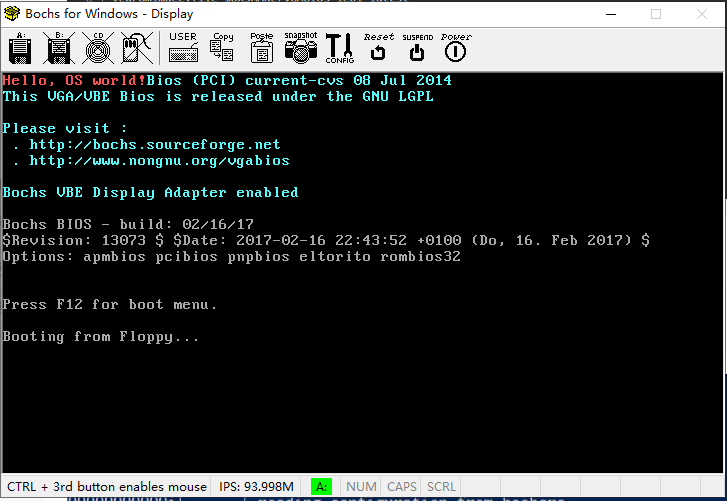 Bochs for Windows - Display
A: B: CD USER Copy Paste snapshot CONFIG Reset SUSPEND Power
Hello, OS world!Bios (PCI) current-cvs 08 Jul 2014
This VGA/VBE Bios is released under the GNU LGPL
Please visit :
. http://bochs.sourceforge.net
. http://www.nongnu.org/vgabios
Bochs VBE Display Adapter enabled
Bochs BIOS - build: 02/16/17
$Revision: 13073 $ $Date: 2017-02-16 22:43:52 +0100 (Do, 16. Feb 2017) $
Options: apmbios pcibios pnpbios eltorito rombios32
Press F12 for boot menu.
Booting from Floppy...
CTRL + 3rd button enables mouse IPS: 93.998M A: NUM CAPS SCRL